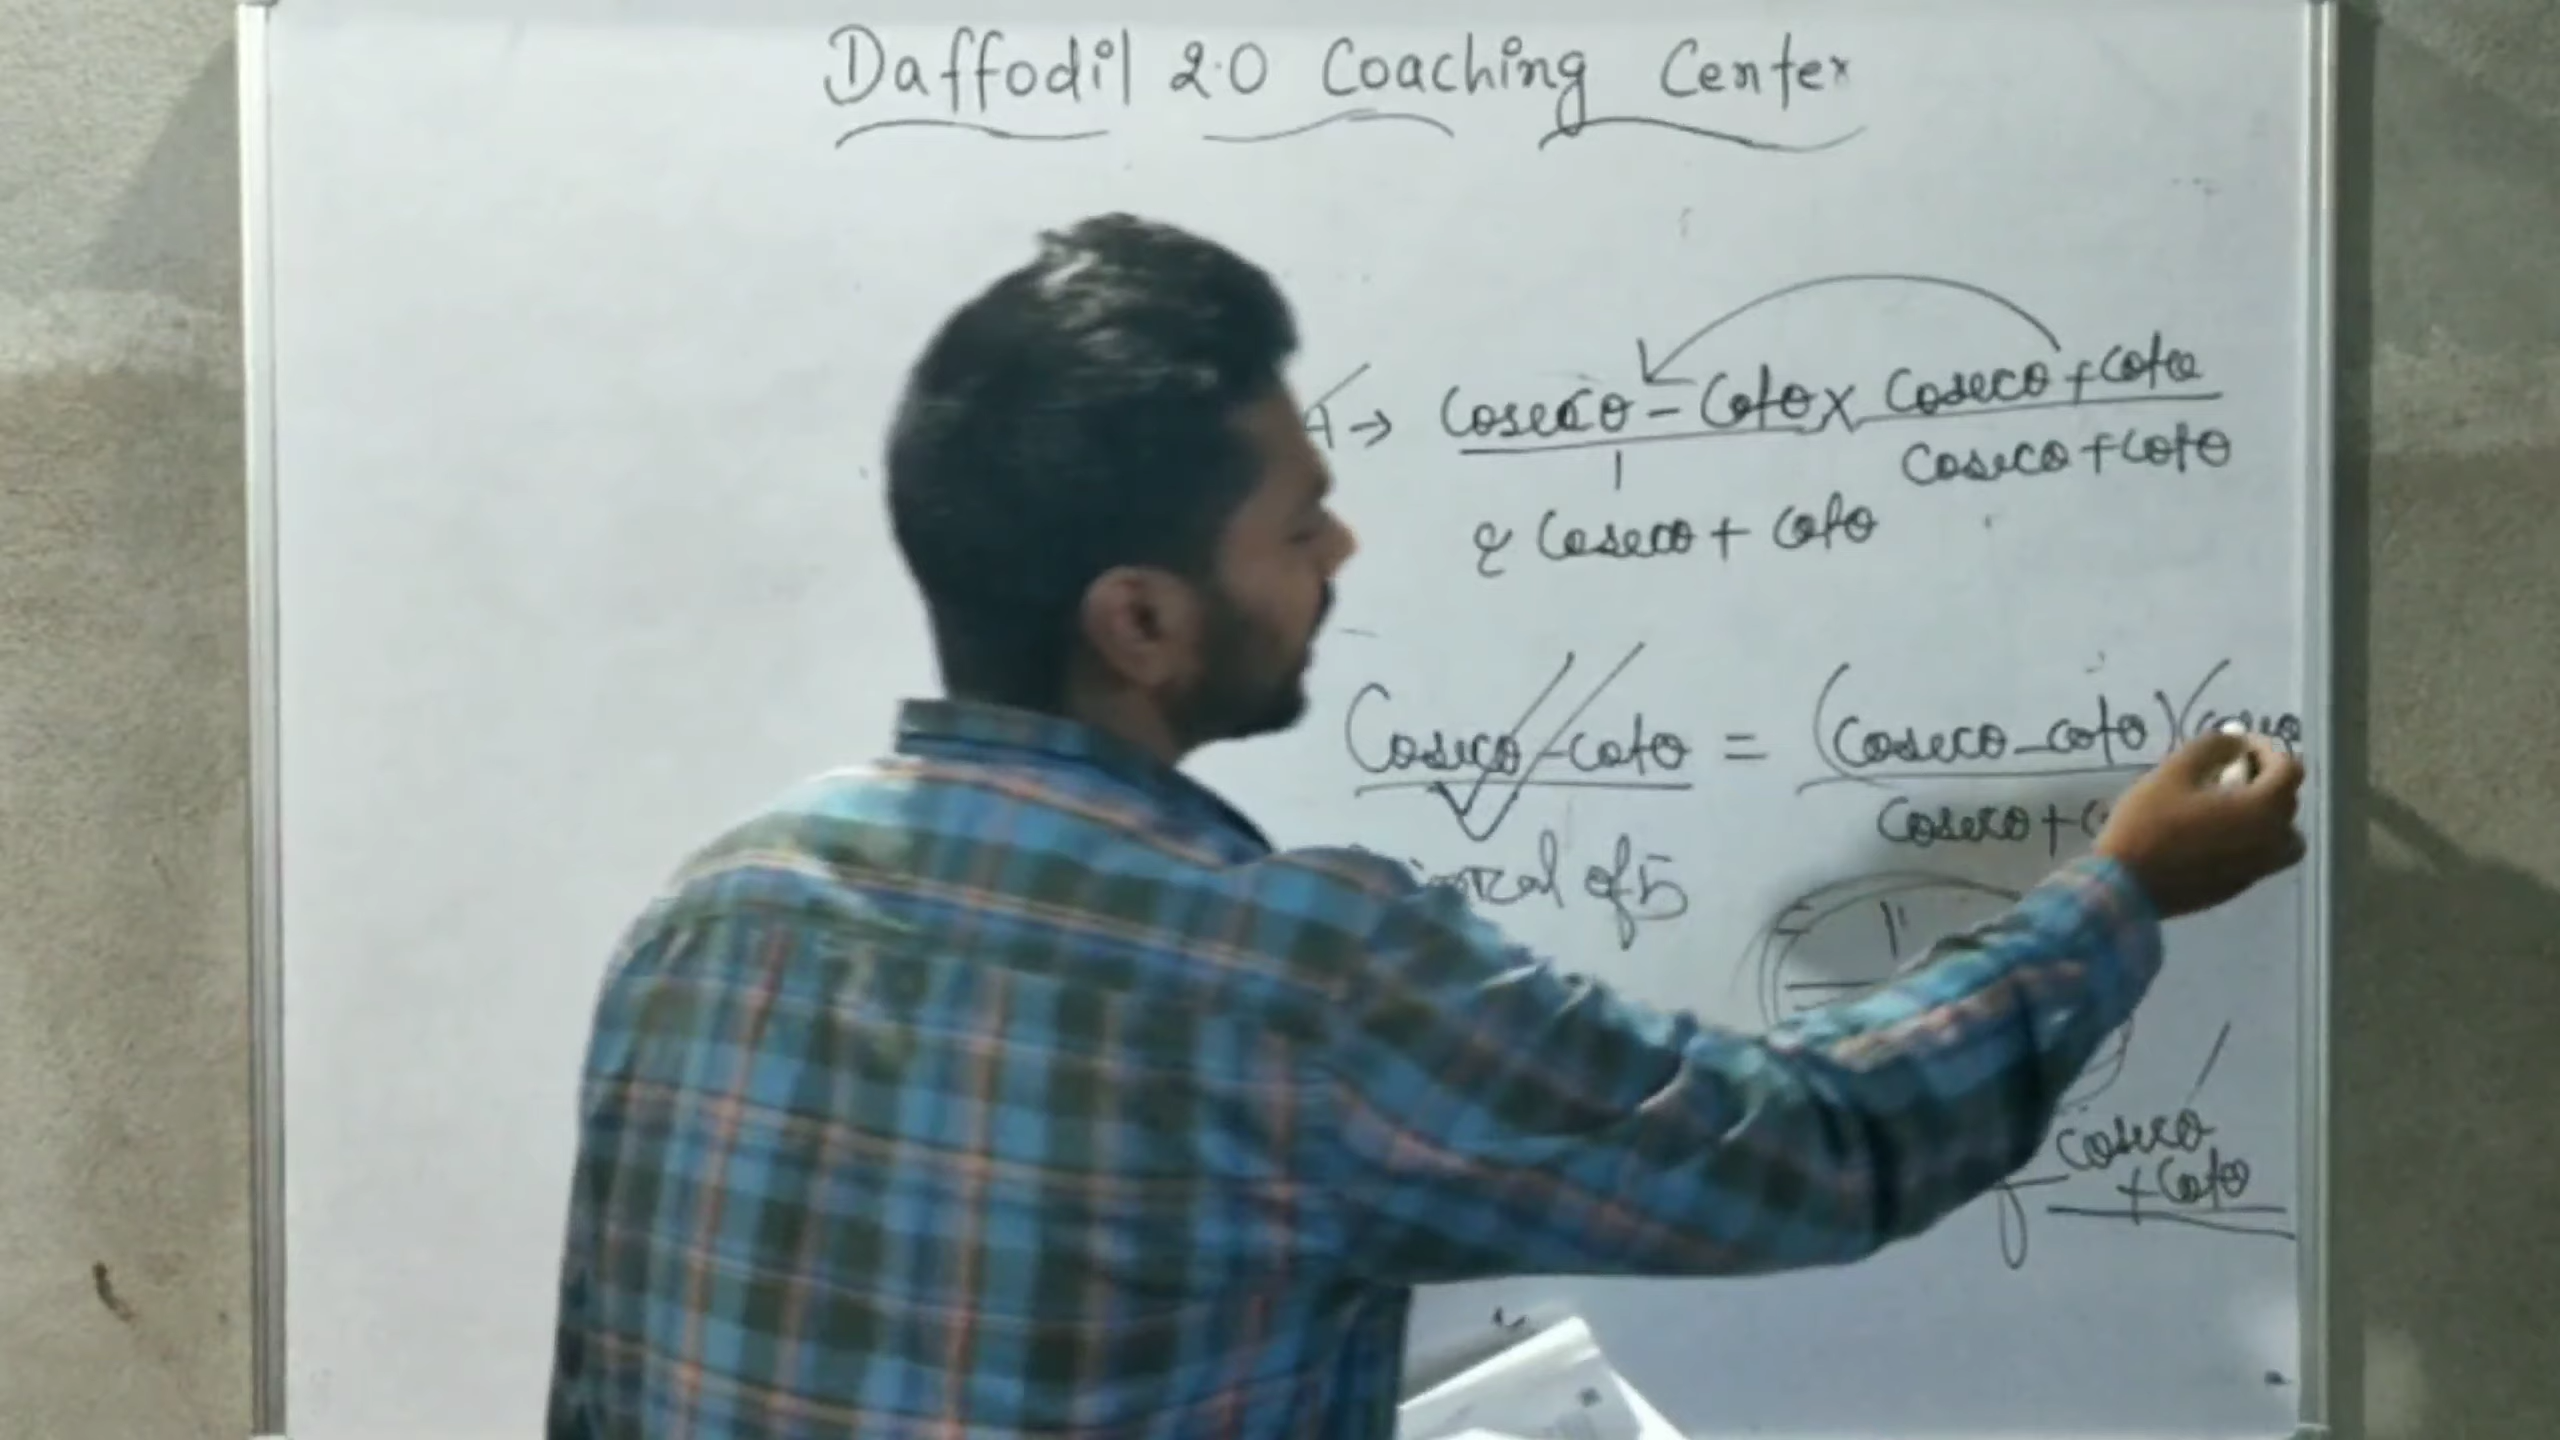 Daffodil 2.0 Coaching Center
A → Cosecθ - Cotθ × Cosecθ + Cotθ
1 Cosecθ + Cotθ
Cosecθ + Cotθ
Cosecθ - cotθ = (Cosecθ - cotθ)(cosecθ
Cosecθ +
of 5
1
Cosecθ
+ Cotθ